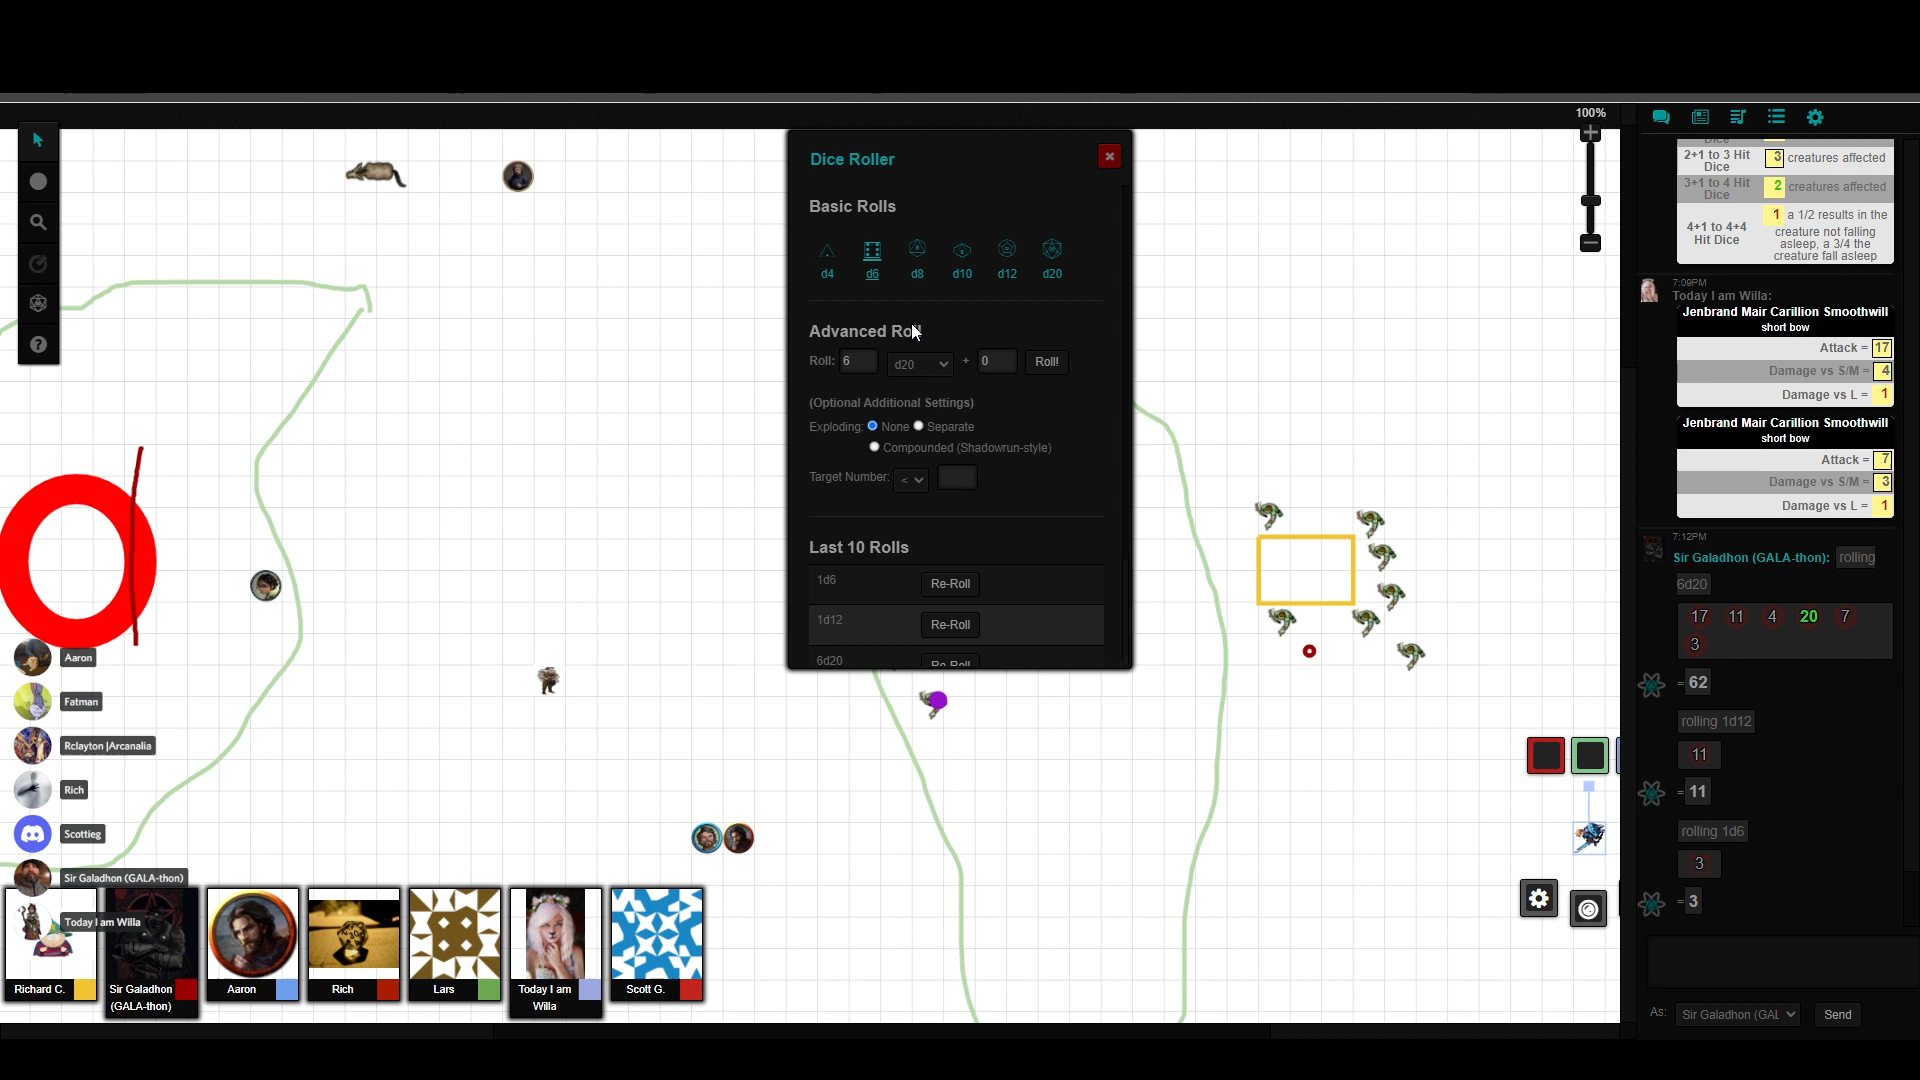 100%
Dice Roller
Basic Rolls
d4 d6 d8 d10 d12 d20
Advanced Roll
Roll: 6 d20 + 0 Roll!
(Optional Additional Settings)
Exploding: None Separate
Compounded (Shadowrun-style)
Target Number: <
Last 10 Rolls
1d6 Re-Roll
1d12 Re-Roll
6d20 Re-Roll
Aaron
Fatman
Rclayton |Arcanalia
Rich
Scottieg
Sir Galadhon (GALA-thon)
Today I am Willa
Richard C.
Sir Galadhon
(GALA-thon)
Aaron
Rich
Lars
Today I am
Willa
Scott G.
Dice
2+1 to 3 Hit
Dice
3 creatures affected
3+1 to 4 Hit
Dice
2 creatures affected
4+1 to 4+4
Hit Dice
1 a 1/2 results in the
creature not falling
asleep, a 3/4 the
creature fall asleep
7:09PM
Today I am Willa:
Jenbrand Mair Carillion Smoothwill
short bow
Attack = 17
Damage vs S/M = 4
Damage vs L = 1
Jenbrand Mair Carillion Smoothwill
short bow
Attack = 7
Damage vs S/M = 3
Damage vs L = 1
7:12PM
Sir Galadhon (GALA-thon): rolling
6d20
17 11 4 20 7
3
= 62
rolling 1d12
11
= 11
rolling 1d6
3
= 3
As: Sir Galadhon (GAL Send